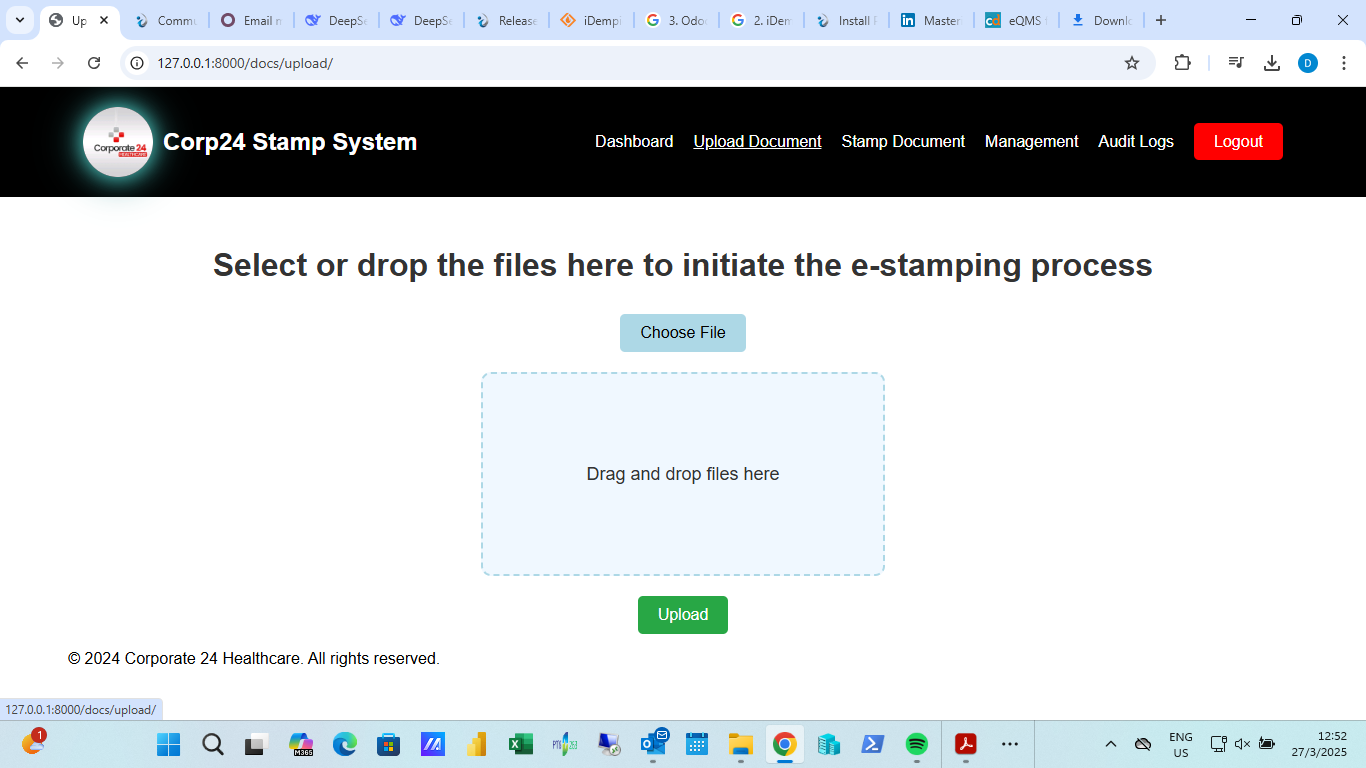 Up
Commu
Email n
DeepSe
DeepSe
Release
iDempi
3. Odo
2. iDem
Install
Master
eQMS
Downlo
127.0.0.1:8000/docs/upload/
D
Corporate 24
HEALTHCARE
Corp24 Stamp System
Dashboard
Upload Document
Stamp Document
Management
Audit Logs
Logout
Select or drop the files here to initiate the e-stamping process
Choose File
Drag and drop files here
Upload
© 2024 Corporate 24 Healthcare. All rights reserved.
127.0.0.1:8000/docs/upload/
1
M365
ENG
US
12:52
27/3/2025